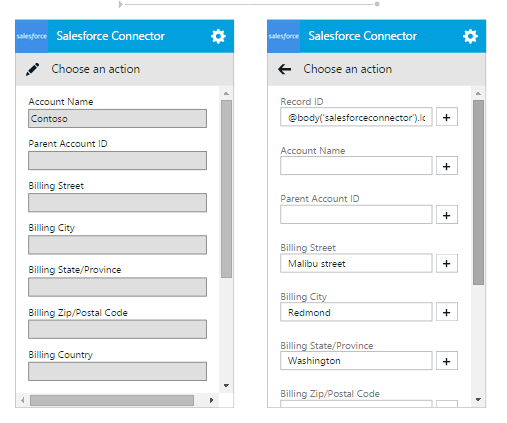 salesforce Salesforce Connector
Choose an action
Account Name
Contoso
Parent Account ID
Billing Street
Billing City
Billing State/Province
Billing Zip/Postal Code
Billing Country
salesforce Salesforce Connector
Choose an action
Record ID
@body('salesforceconnector').Ic
+
Account Name
+
Parent Account ID
+
Billing Street
Malibu street +
Billing City
Redmond +
Billing State/Province
Washington +
Billing Zip/Postal Code